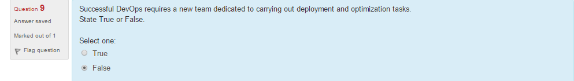 Question 9
Answer saved
Marked out of 1
Flag question
Successful DevOps requires a new team dedicated to carrying out deployment and optimization tasks.
State True or False.
Select one:
True
False